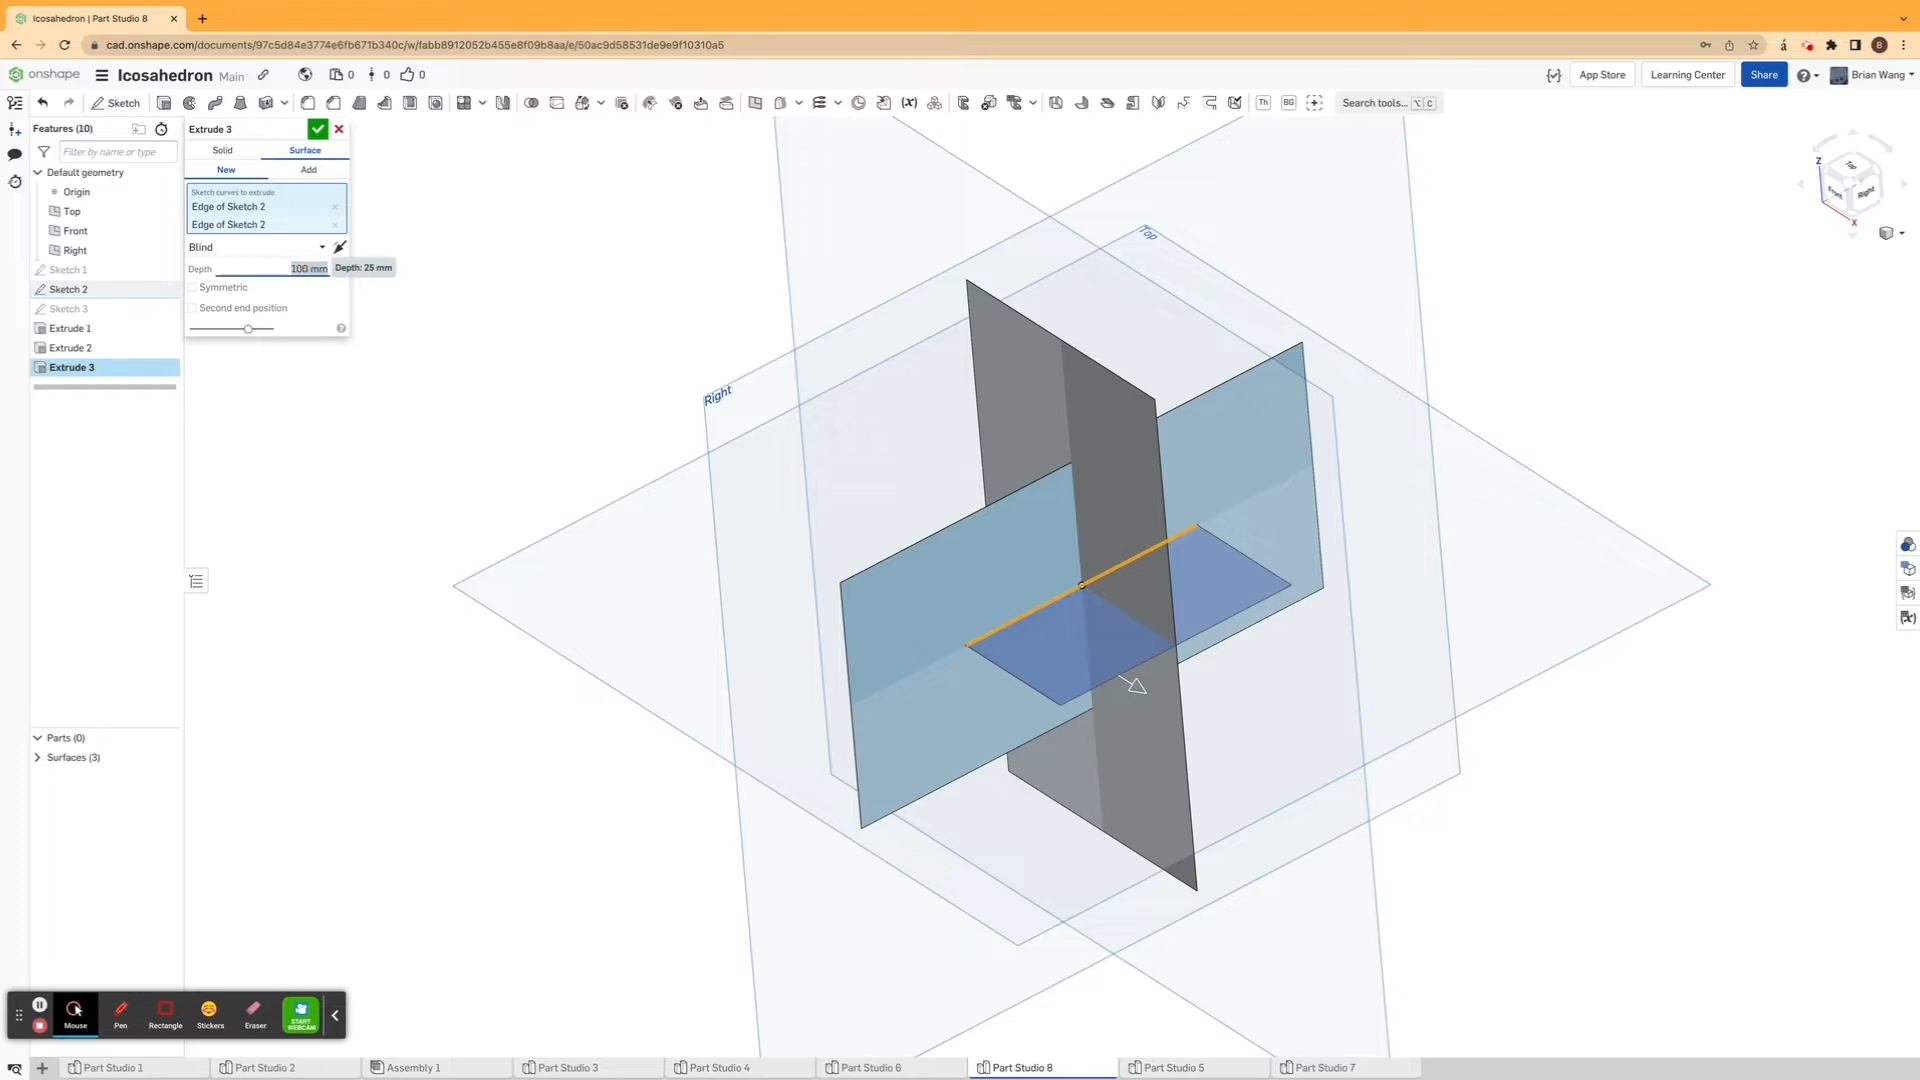 Icosahedron | Part Studio 8
cad.onshape.com/documents/97c5d84e3774e6fb671b340c/w/fabb8912052b455e8f09b8aa/e/50ac9d58531de9e9f10310a5
B
onshape
Icosahedron Main
0
0
0
App Store
Learning Center
Share
Brian Wang
Sketch
(x)
Th
BG
Search tools... ⌥ C
Features (10)
Filter by name or type
Default geometry
Origin
Top
Front
Right
Sketch 1
Sketch 2
Sketch 3
Extrude 1
Extrude 2
Extrude 3
Parts (0)
Surfaces (3)
Extrude 3
Solid
Surface
New
Add
Sketch curves to extrude
Edge of Sketch 2
Edge of Sketch 2
Blind
Depth
100 mm
Depth: 25 mm
Symmetric
Second end position
Top
Right
Z
Top
Front
Right
X
(x)
Mouse
Pen
Rectangle
Stickers
Eraser
START WEBCAM
Part Studio 1
Part Studio 2
Assembly 1
Part Studio 3
Part Studio 4
Part Studio 6
Part Studio 8
Part Studio 5
Part Studio 7